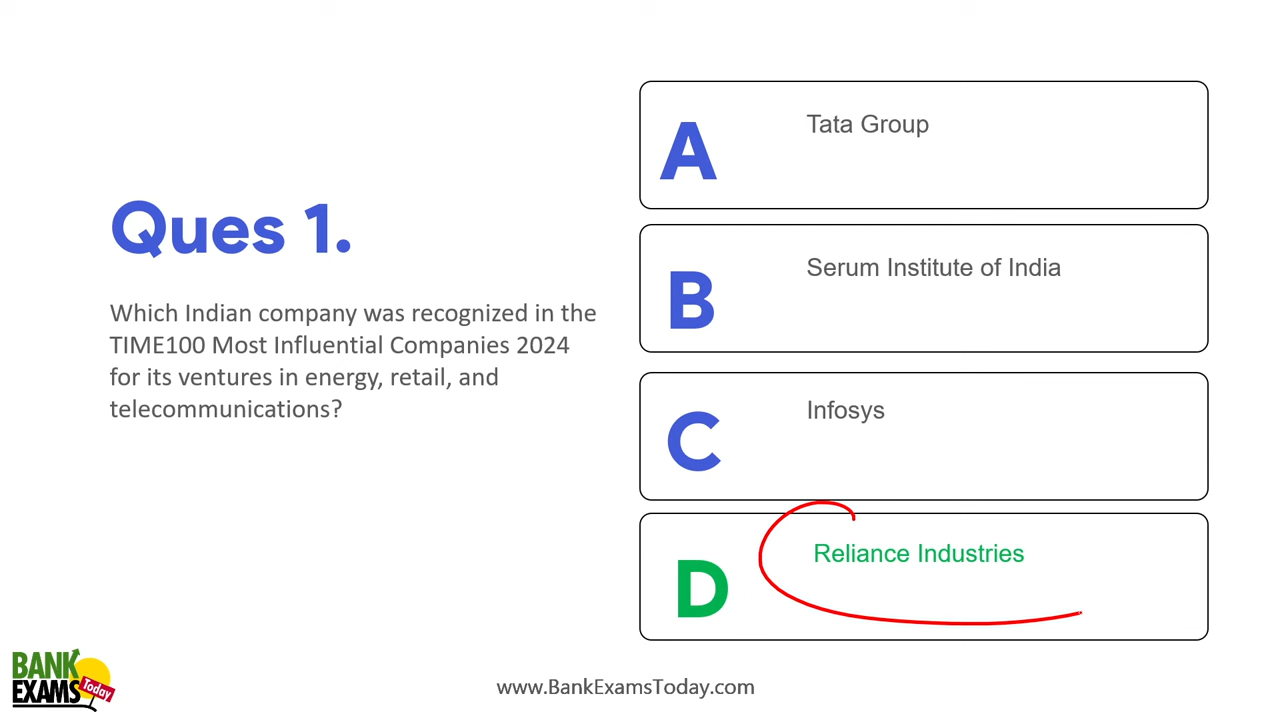 Ques 1.
Which Indian company was recognized in the
TIME100 Most Influential Companies 2024
for its ventures in energy, retail, and
telecommunications?
A
Tata Group
B
Serum Institute of India
C
Infosys
D
Reliance Industries
BANK
EXAMS
Today
www.BankExamsToday.com